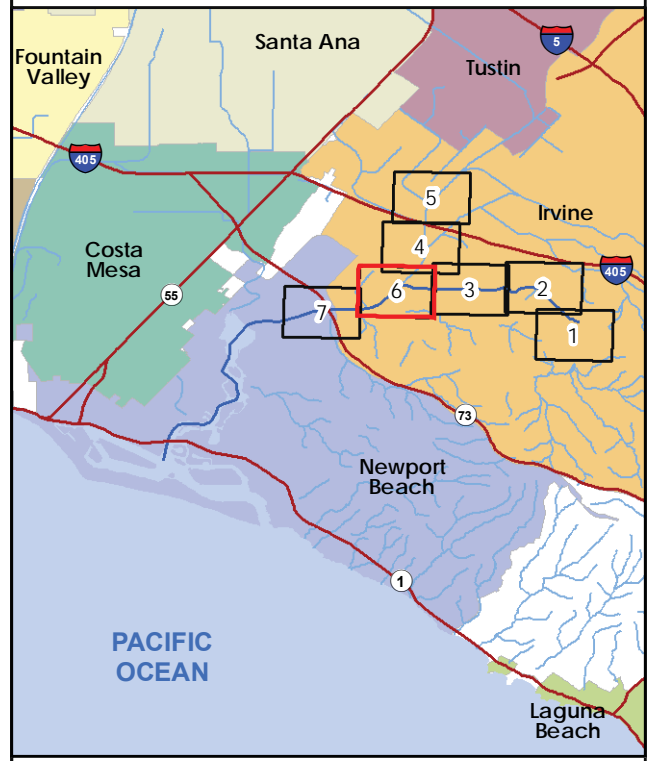 Santa Ana
5
Fountain
Valley
Tustin
405
5
Irvine
4
Costa
Mesa
405
55
6
3
2
7
1
73
Newport
Beach
1
PACIFIC
OCEAN
Laguna
Beach